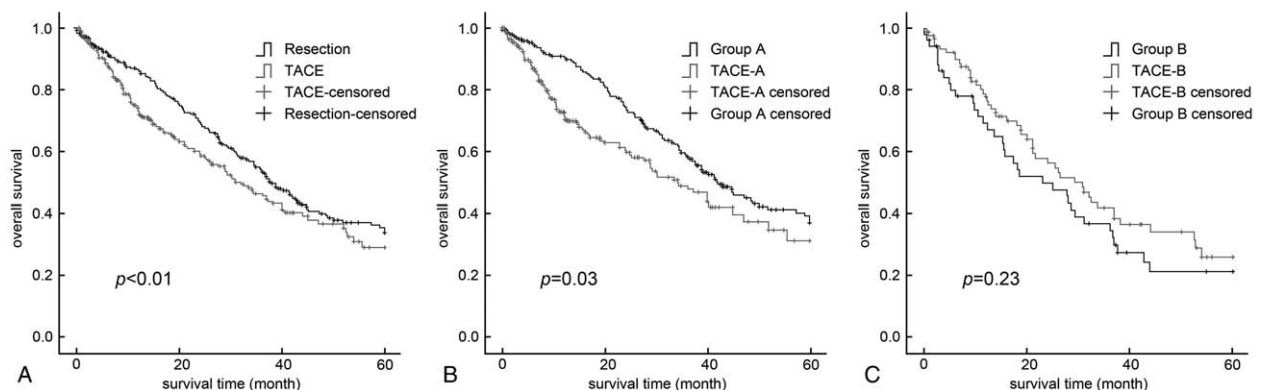 1.0
0.8
0.6
0.4
0.2
0.0
overall survival
Resection
TACE
TACE-censored
Resection-censored
p<0.01
0 20 40 60
A
survival time (month)
1.0
0.8
0.6
0.4
0.2
0.0
overall survival
Group A
TACE-A
TACE-A censored
Group A censored
p=0.03
0 20 40 60
B
survival time (month)
1.0
0.8
0.6
0.4
0.2
0.0
overall survival
Group B
TACE-B
TACE-B censored
Group B censored
p=0.23
0 20 40 60
C
survival time (month)